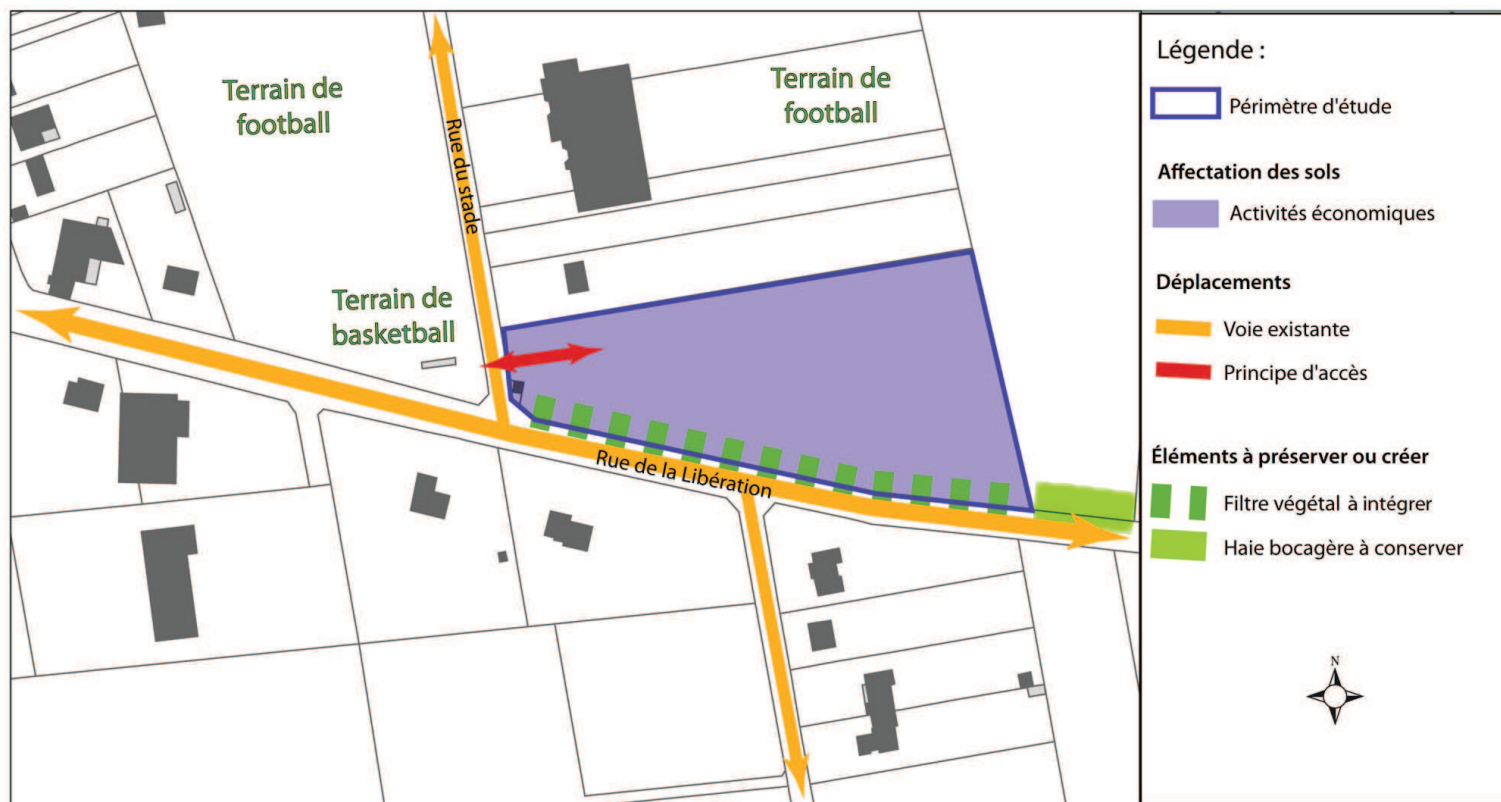 Terrain de
football
Terrain de
football
Rue du stade
Terrain de
basketball
Rue de la Libération
Légende :
Périmètre d'étude
Affectation des sols
Activités économiques
Déplacements
Voie existante
Principe d'accès
Éléments à préserver ou créer
Filtre végétal à intégrer
Haie bocagère à conserver
N